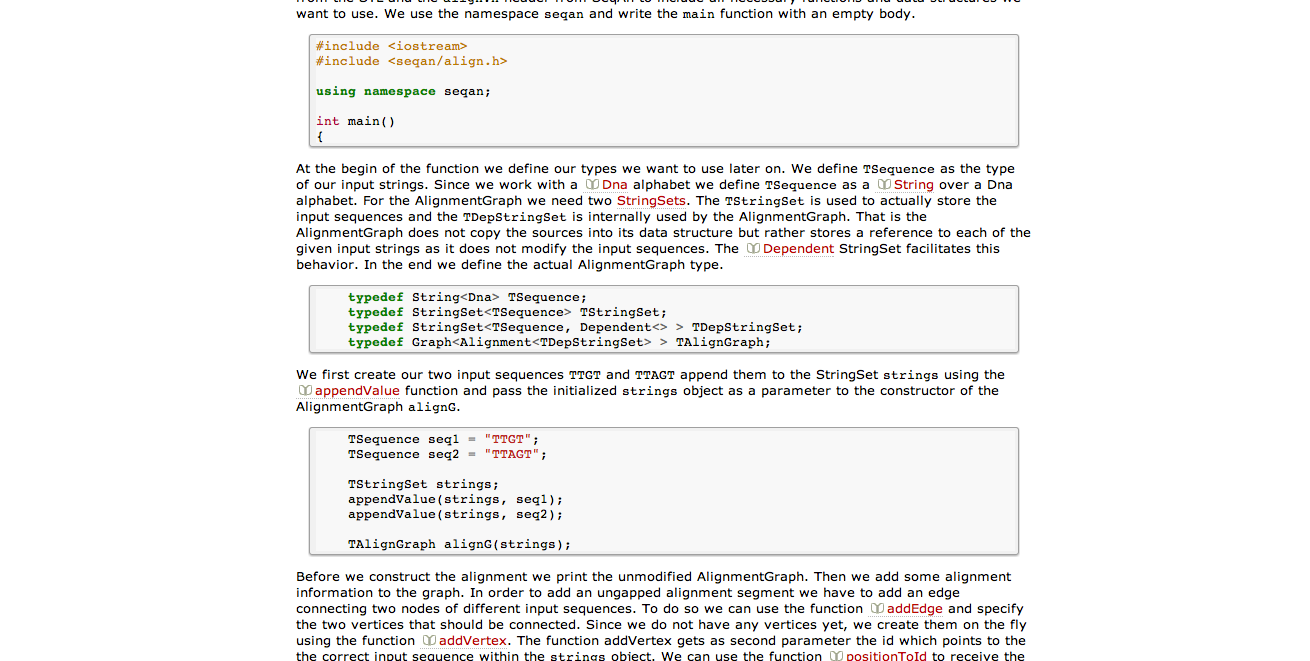 want to use. We use the namespace seqan and write the main function with an empty body.
#include <iostream>
#include <seqan/align.h>
using namespace seqan;
int main()
{
At the begin of the function we define our types we want to use later on. We define TSequence as the type
of our input strings. Since we work with a Dna alphabet we define TSequence as a String over a Dna
alphabet. For the AlignmentGraph we need two StringSets. The TStringSet is used to actually store the
input sequences and the TDepStringSet is internally used by the AlignmentGraph. That is the
AlignmentGraph does not copy the sources into its data structure but rather stores a reference to each of the
given input strings as it does not modify the input sequences. The Dependent StringSet facilitates this
behavior. In the end we define the actual AlignmentGraph type.
typedef String<Dna> TSequence;
typedef StringSet<TSequence> TStringSet;
typedef StringSet<TSequence, Dependent<> > TDepStringSet;
typedef Graph<Alignment<TDepStringSet> > TAlignGraph;
We first create our two input sequences TTGT and TTAGT append them to the StringSet strings using the
appendValue function and pass the initialized strings object as a parameter to the constructor of the
AlignmentGraph alignG.
TSequence seq1 = "TTGT";
TSequence seq2 = "TTAGT";
TStringSet strings;
appendValue(strings, seq1);
appendValue(strings, seq2);
TAlignGraph alignG(strings);
Before we construct the alignment we print the unmodified AlignmentGraph. Then we add some alignment
information to the graph. In order to add an ungapped alignment segment we have to add an edge
connecting two nodes of different input sequences. To do so we can use the function addEdge and specify
the two vertices that should be connected. Since we do not have any vertices yet, we create them on the fly
using the function addVertex. The function addVertex gets as second parameter the id which points to the
the correct input sequence within the strings object. We can use the function positionToId to receive the